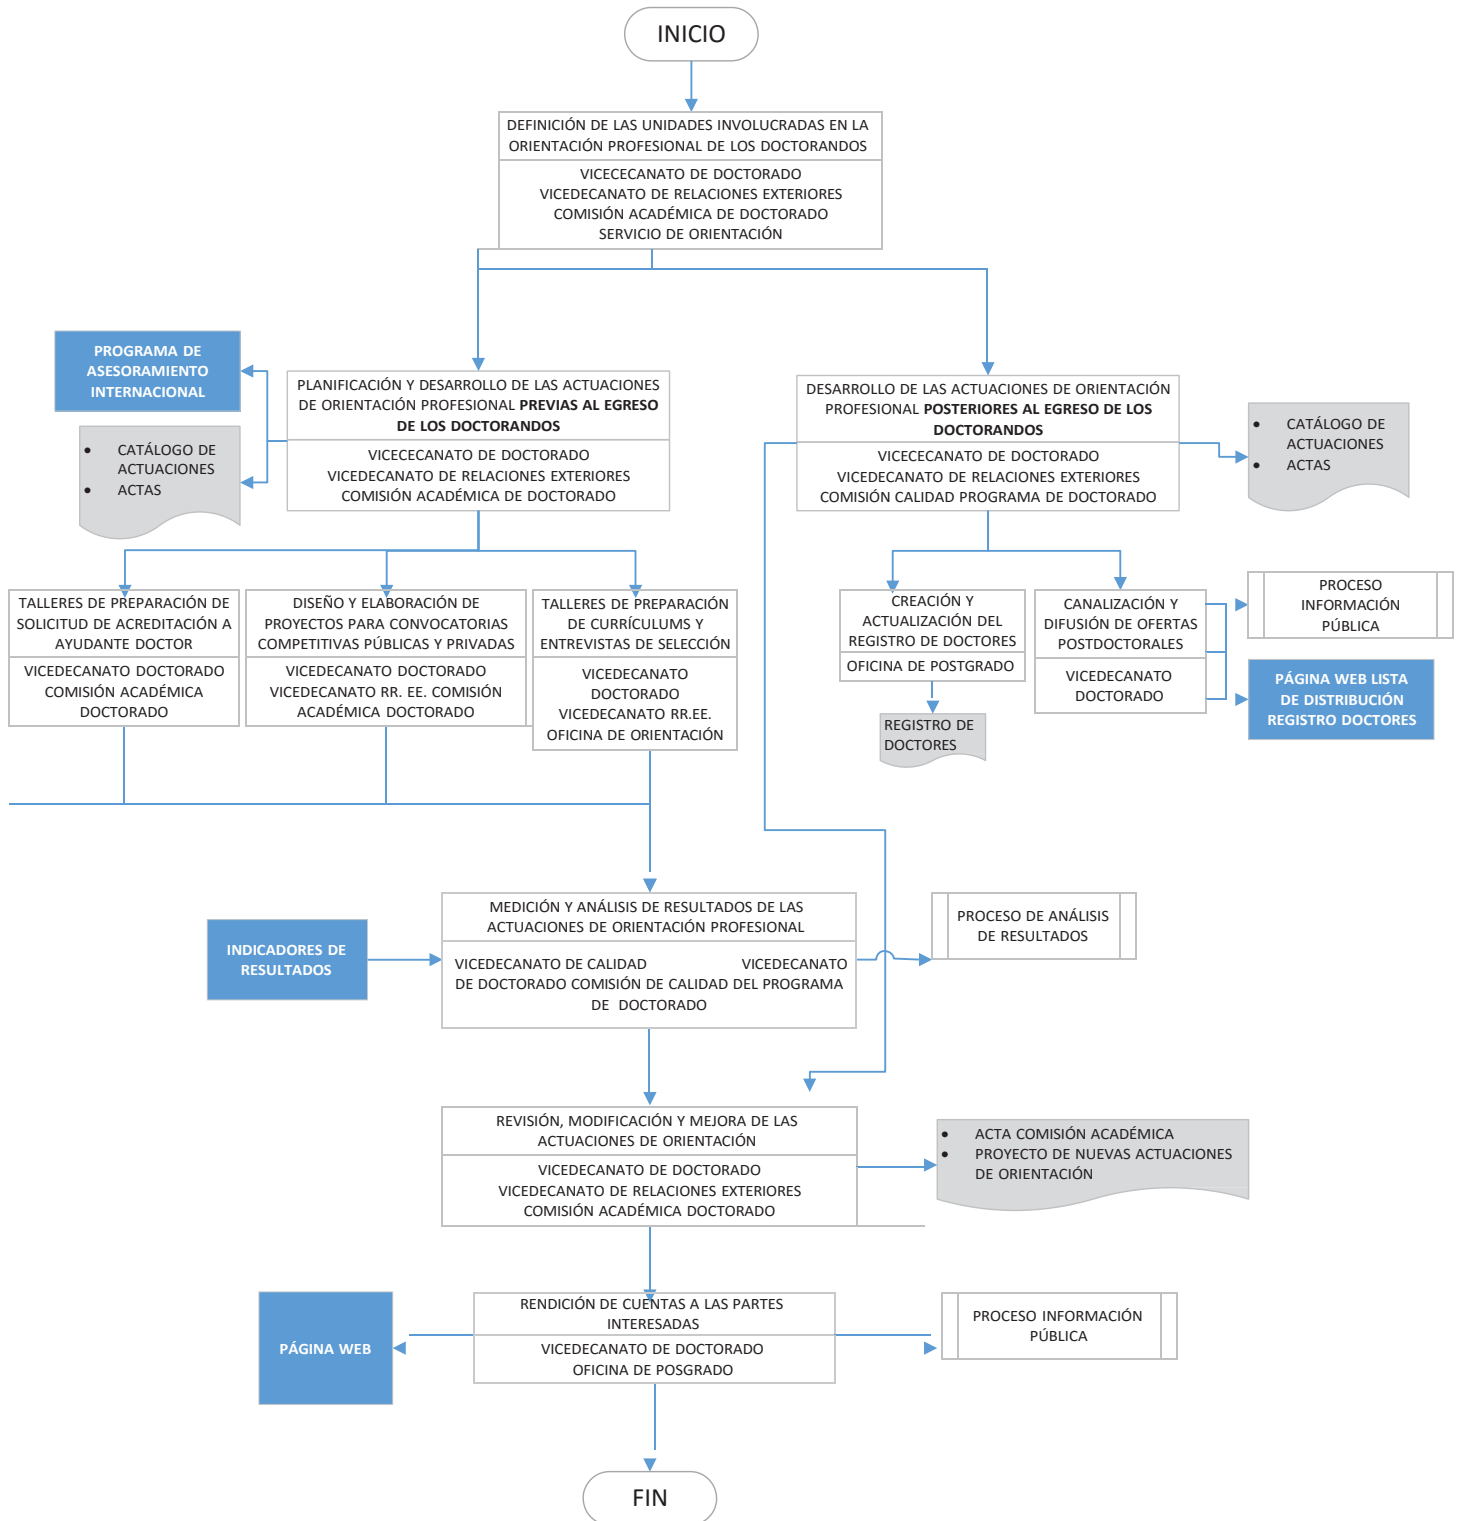 INICIO
DEFINICIÓN DE LAS UNIDADES INVOLUCRADAS EN LA
ORIENTACIÓN PROFESIONAL DE LOS DOCTORANDOS
VICECECANATO DE DOCTORADO
VICEDECANATO DE RELACIONES EXTERIORES
COMISIÓN ACADÉMICA DE DOCTORADO
SERVICIO DE ORIENTACIÓN
PROGRAMA DE
ASESORAMIENTO
INTERNACIONAL
• CATÁLOGO DE
ACTUACIONES
• ACTAS
PLANIFICACIÓN Y DESARROLLO DE LAS ACTUACIONES
DE ORIENTACIÓN PROFESIONAL PREVIAS AL EGRESO
DE LOS DOCTORANDOS
VICECECANATO DE DOCTORADO
VICEDECANATO DE RELACIONES EXTERIORES
COMISIÓN ACADÉMICA DE DOCTORADO
DESARROLLO DE LAS ACTUACIONES DE ORIENTACIÓN
PROFESIONAL POSTERIORES AL EGRESO DE LOS
DOCTORANDOS
VICECECANATO DE DOCTORADO
VICEDECANATO DE RELACIONES EXTERIORES
COMISIÓN CALIDAD PROGRAMA DE DOCTORADO
• CATÁLOGO DE
ACTUACIONES
• ACTAS
TALLERES DE PREPARACIÓN DE
SOLICITUD DE ACREDITACIÓN A
AYUDANTE DOCTOR
VICEDECANATO DOCTORADO
COMISIÓN ACADÉMICA
DOCTORADO
DISEÑO Y ELABORACIÓN DE
PROYECTOS PARA CONVOCATORIAS
COMPETITIVAS PÚBLICAS Y PRIVADAS
VICEDECANATO DOCTORADO
VICEDECANATO RR. EE. COMISIÓN
ACADÉMICA DOCTORADO
TALLERES DE PREPARACIÓN
DE CURRÍCULUMS Y
ENTREVISTAS DE SELECCIÓN
VICEDECANATO
DOCTORADO
VICEDECANATO RR.EE.
OFICINA DE ORIENTACIÓN
CREACIÓN Y
ACTUALIZACIÓN DEL
REGISTRO DE DOCTORES
OFICINA DE POSTGRADO
REGISTRO DE
DOCTORES
CANALIZACIÓN Y
DIFUSIÓN DE OFERTAS
POSTDOCTORALES
VICEDECANATO
DOCTORADO
PROCESO
INFORMACIÓN
PÚBLICA
PÁGINA WEB LISTA
DE DISTRIBUCIÓN
REGISTRO DOCTORES
INDICADORES DE
RESULTADOS
MEDICIÓN Y ANÁLISIS DE RESULTADOS DE LAS
ACTUACIONES DE ORIENTACIÓN PROFESIONAL
VICEDECANATO DE CALIDAD VICEDECANATO
DE DOCTORADO COMISIÓN DE CALIDAD DEL PROGRAMA
DE DOCTORADO
PROCESO DE ANÁLISIS
DE RESULTADOS
REVISIÓN, MODIFICACIÓN Y MEJORA DE LAS
ACTUACIONES DE ORIENTACIÓN
VICEDECANATO DE DOCTORADO
VICEDECANATO DE RELACIONES EXTERIORES
COMISIÓN ACADÉMICA DOCTORADO
• ACTA COMISIÓN ACADÉMICA
• PROYECTO DE NUEVAS ACTUACIONES
DE ORIENTACIÓN
PÁGINA WEB
RENDICIÓN DE CUENTAS A LAS PARTES
INTERESADAS
VICEDECANATO DE DOCTORADO
OFICINA DE POSGRADO
PROCESO INFORMACIÓN
PÚBLICA
FIN